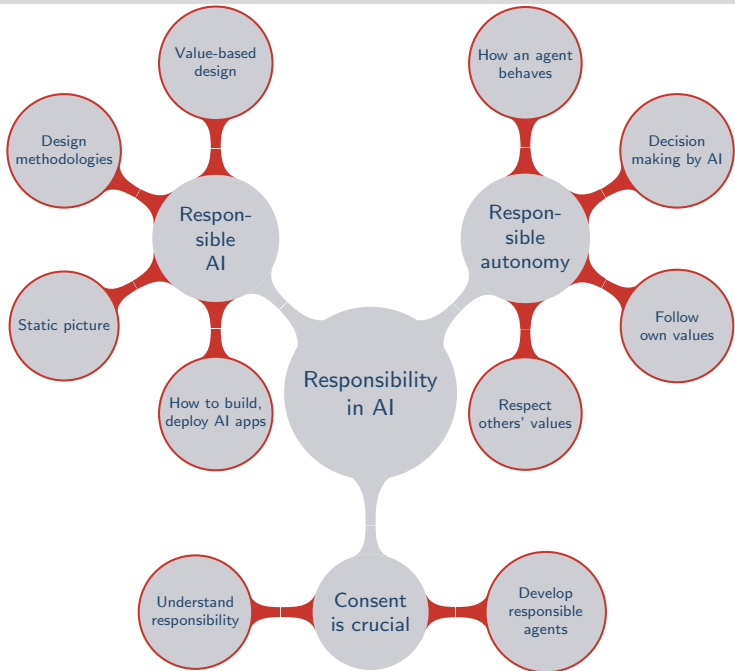 Value-based
design
How an agent
behaves
Design
methodologies
Decision
making by AI
Respon-
sible
AI
Respon-
sible
autonomy
Static picture
Follow
own values
Responsibility
in AI
How to build,
deploy AI apps
Respect
others' values
Understand
responsibility
Consent
is crucial
Develop
responsible
agents